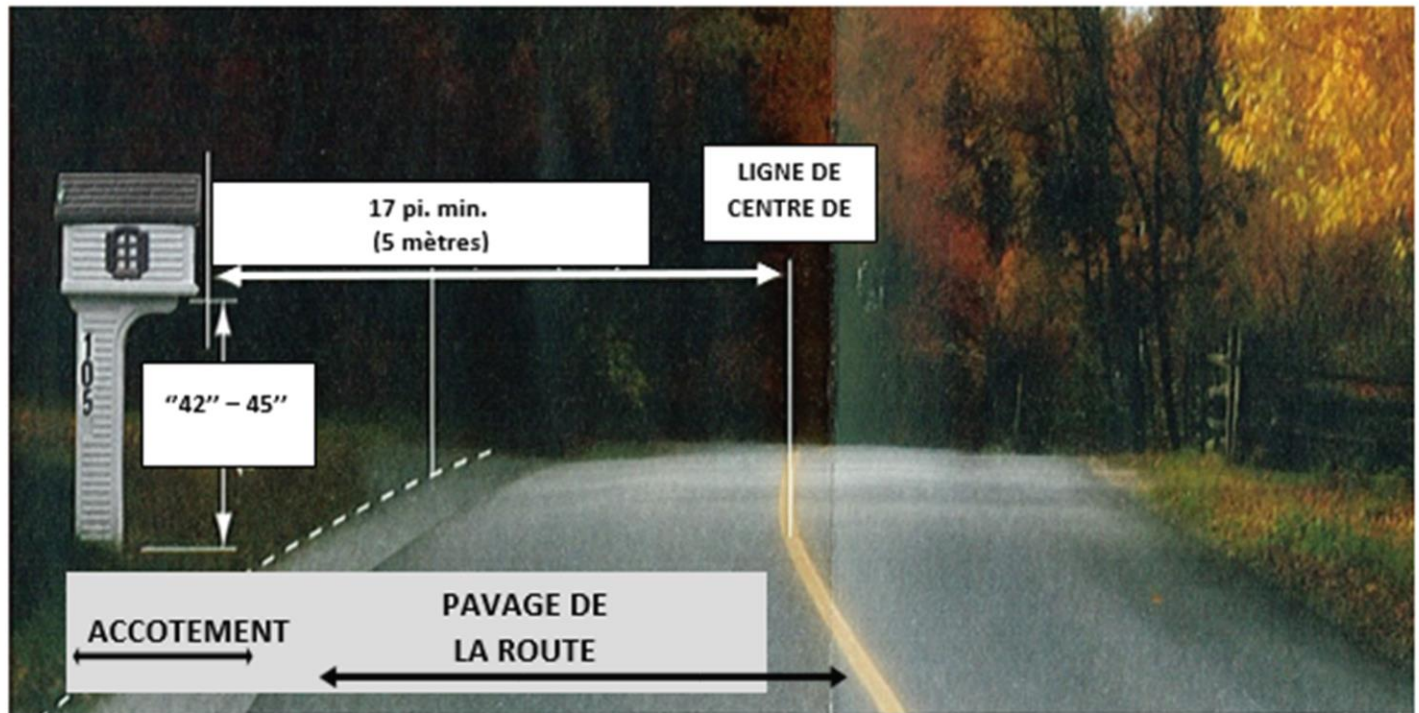 17 pi. min.
(5 mètres)
LIGNE DE
CENTRE DE
105
‘’42’’ – 45’’
ACCOTEMENT
PAVAGE DE
LA ROUTE